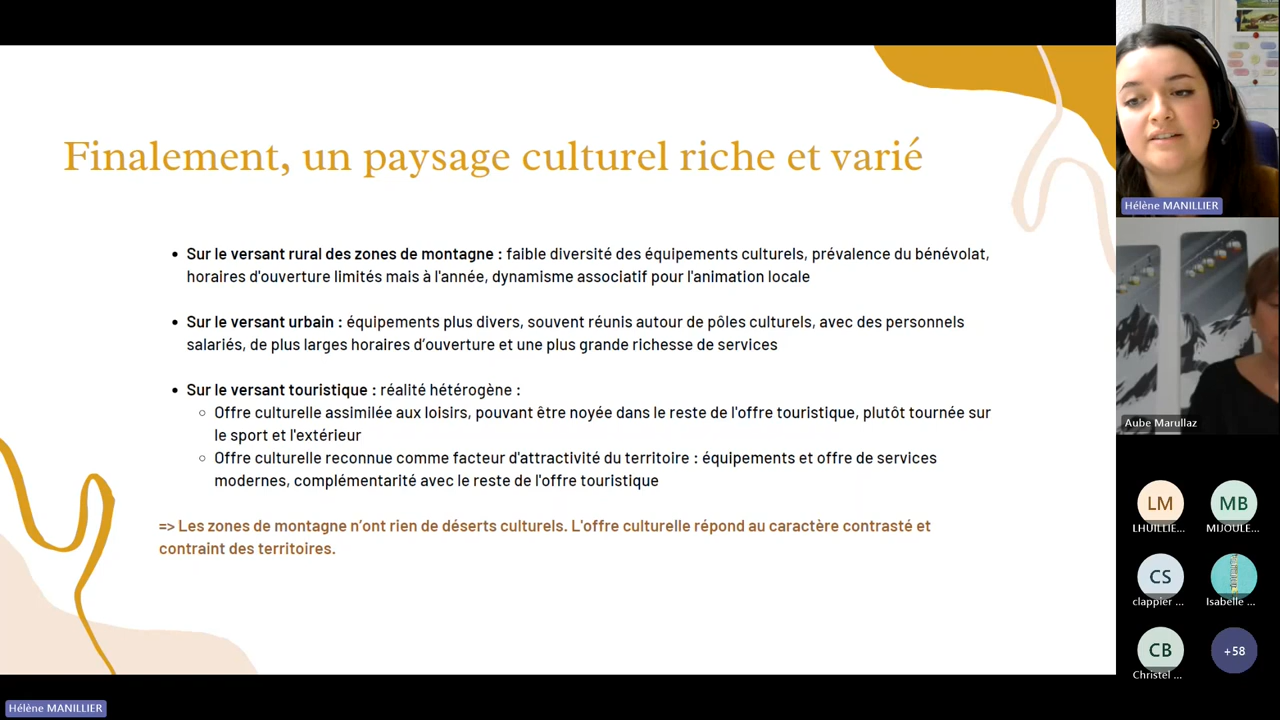 Finalement, un paysage culturel riche et varié
• Sur le versant rural des zones de montagne : faible diversité des équipements culturels, prévalence du bénévolat,
horaires d'ouverture limités mais à l'année, dynamisme associatif pour l'animation locale
• Sur le versant urbain : équipements plus divers, souvent réunis autour de pôles culturels, avec des personnels
salariés, de plus larges horaires d’ouverture et une plus grande richesse de services
• Sur le versant touristique : réalité hétérogène :
○ Offre culturelle assimilée aux loisirs, pouvant être noyée dans le reste de l'offre touristique, plutôt tournée sur
le sport et l'extérieur
○ Offre culturelle reconnue comme facteur d'attractivité du territoire : équipements et offre de services
modernes, complémentarité avec le reste de l'offre touristique
=> Les zones de montagne n’ont rien de déserts culturels. L'offre culturelle répond au caractère contrasté et
contraint des territoires.
Hélène MANILLIER
Aube Marullaz
LM
LHUILLIE...
MB
MIJOULE...
CS
clappier ...
Isabelle ...
CB
Christel ...
+58
Hélène MANILLIER